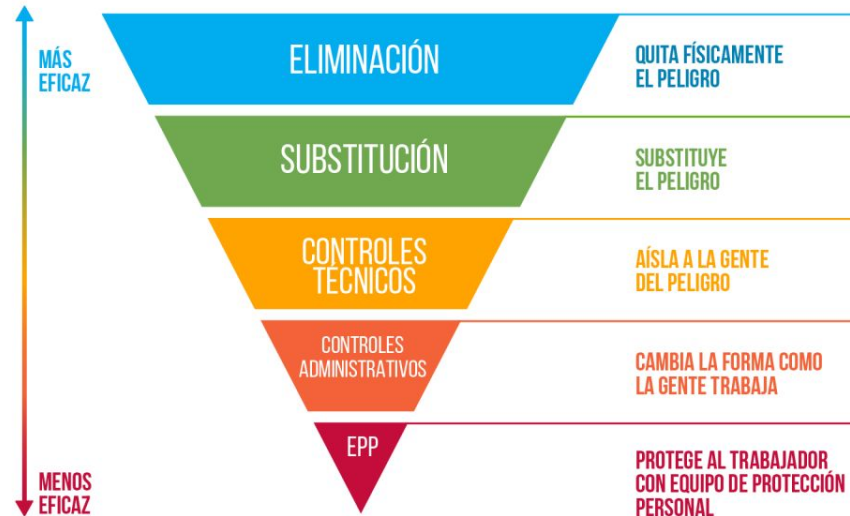 MÁS
EFICAZ
ELIMINACIÓN
QUITA FÍSICAMENTE
EL PELIGRO
SUBSTITUCIÓN
SUBSTITUYE
EL PELIGRO
CONTROLES
TÉCNICOS
AÍSLA A LA GENTE
DEL PELIGRO
CONTROLES
ADMINISTRATIVOS
CAMBIA LA FORMA COMO
LA GENTE TRABAJA
EPP
PROTEGE AL TRABAJADOR
CON EQUIPO DE PROTECCIÓN
PERSONAL
MENOS
EFICAZ